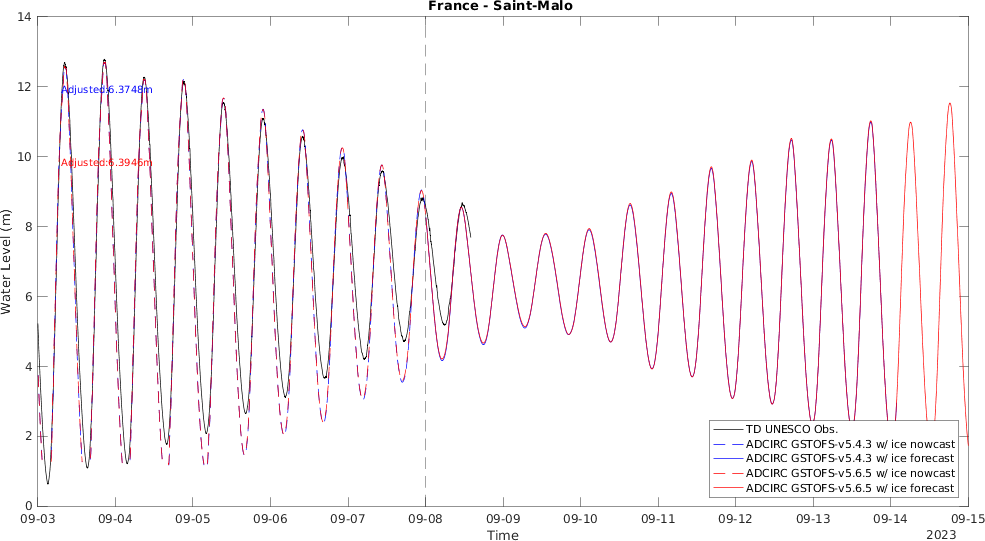 France - Saint-Malo
14
12
10
8
6
4
2
0
Water Level (m)
Adjusted:6.3748m
Adjusted:6.3946m
TD UNESCO Obs.
ADCIRC GSTOFS-v5.4.3 w/ ice nowcast
ADCIRC GSTOFS-v5.4.3 w/ ice forecast
ADCIRC GSTOFS-v5.6.5 w/ ice nowcast
ADCIRC GSTOFS-v5.6.5 w/ ice forecast
09-03 09-04 09-05 09-06 09-07 09-08 09-09 09-10 09-11 09-12 09-13 09-14 09-15
Time
2023